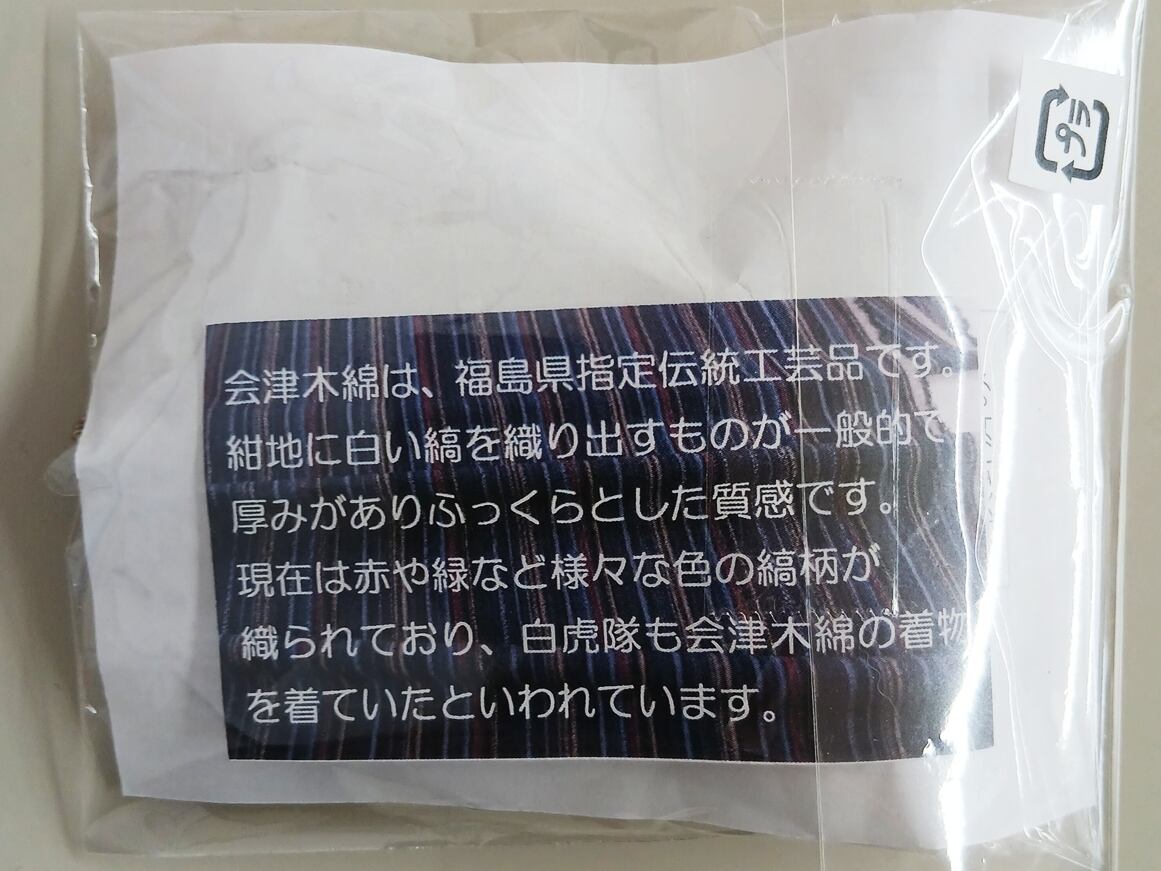 プラ
会津木綿は、福島県指定伝統工芸品です。
紺地に白い縞を織り出すものが一般的で
厚みがありふっくらとした質感です。
現在は赤や緑など様々な色の縞柄が
織られており、白虎隊も会津木綿の着物
を着ていたといわれています。